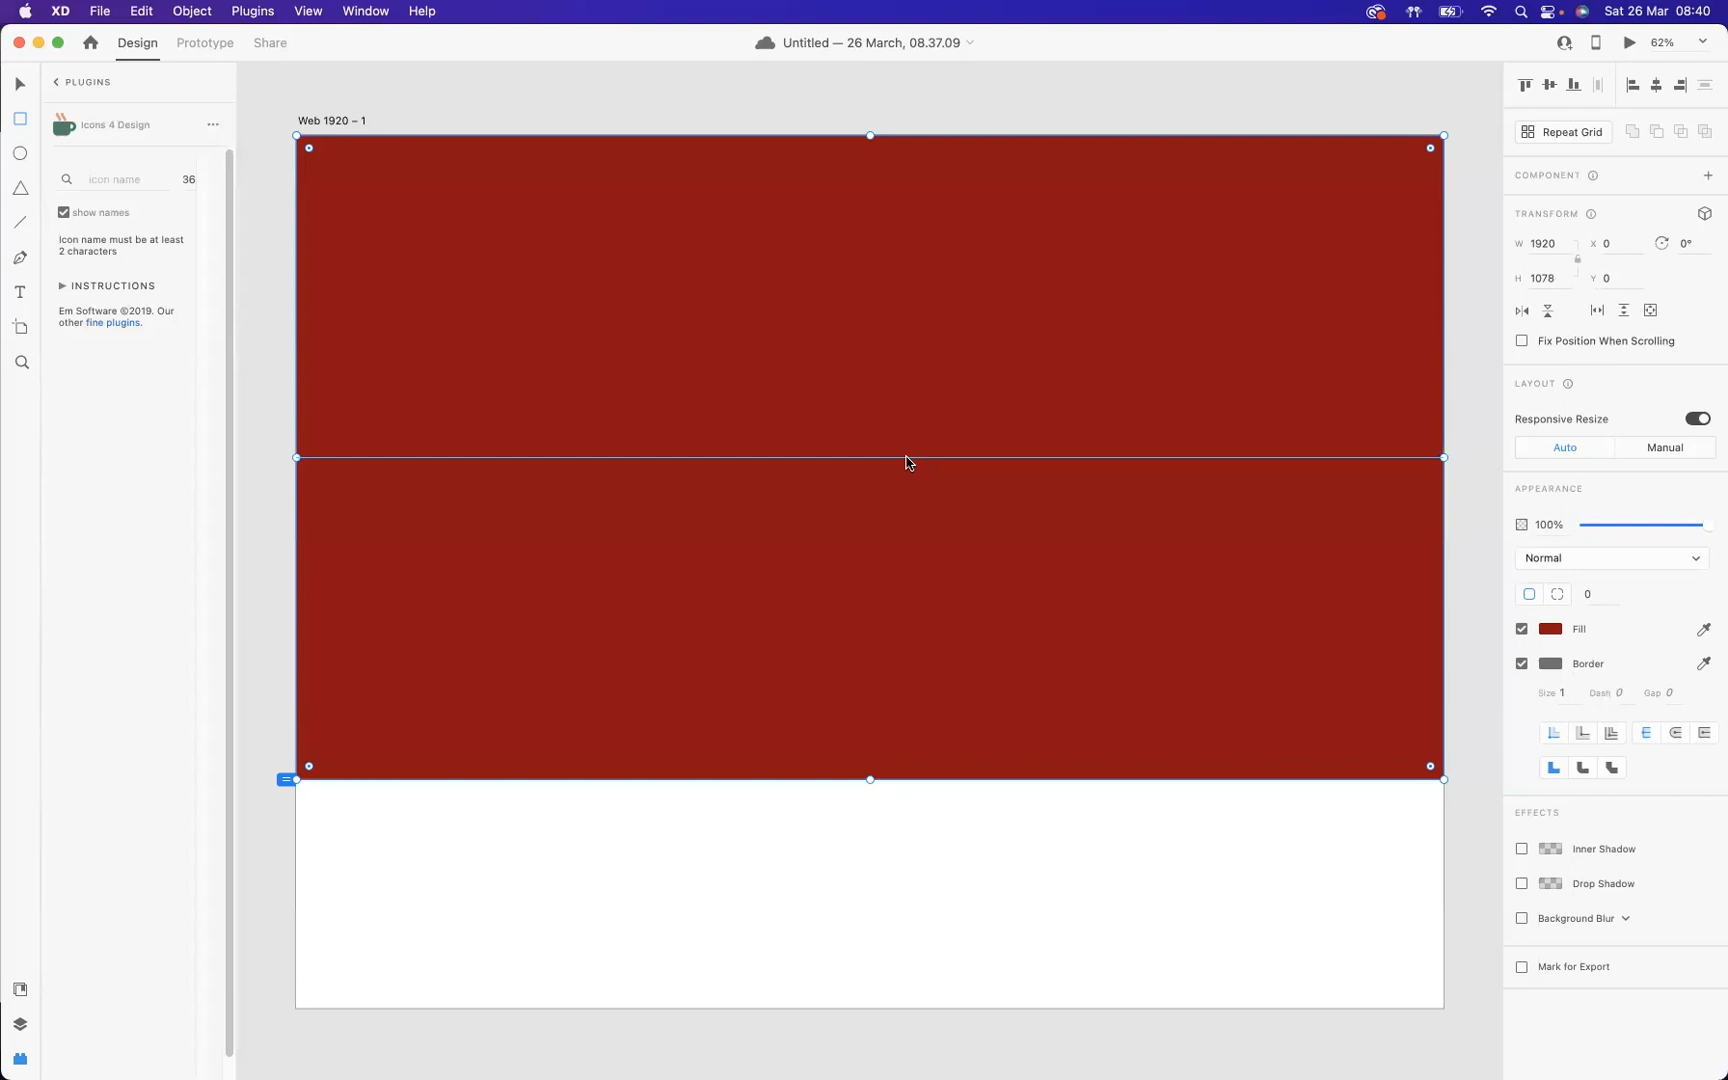 XD File Edit Object Plugins View Window Help Sat 26 Mar 08:40
Design Prototype Share Untitled — 26 March, 08.37.09 62%
PLUGINS
Icons 4 Design
icon name 36
show names
Icon name must be at least
2 characters
INSTRUCTIONS
Em Software ©2019. Our
other fine plugins.
Web 1920 – 1
Repeat Grid
COMPONENT
TRANSFORM
W 1920 X 0 0°
H 1078 Y 0
Fix Position When Scrolling
LAYOUT
Responsive Resize
Auto Manual
APPEARANCE
100%
Normal
0
Fill
Border
Size 1 Dash 0 Gap 0
EFFECTS
Inner Shadow
Drop Shadow
Background Blur
Mark for Export